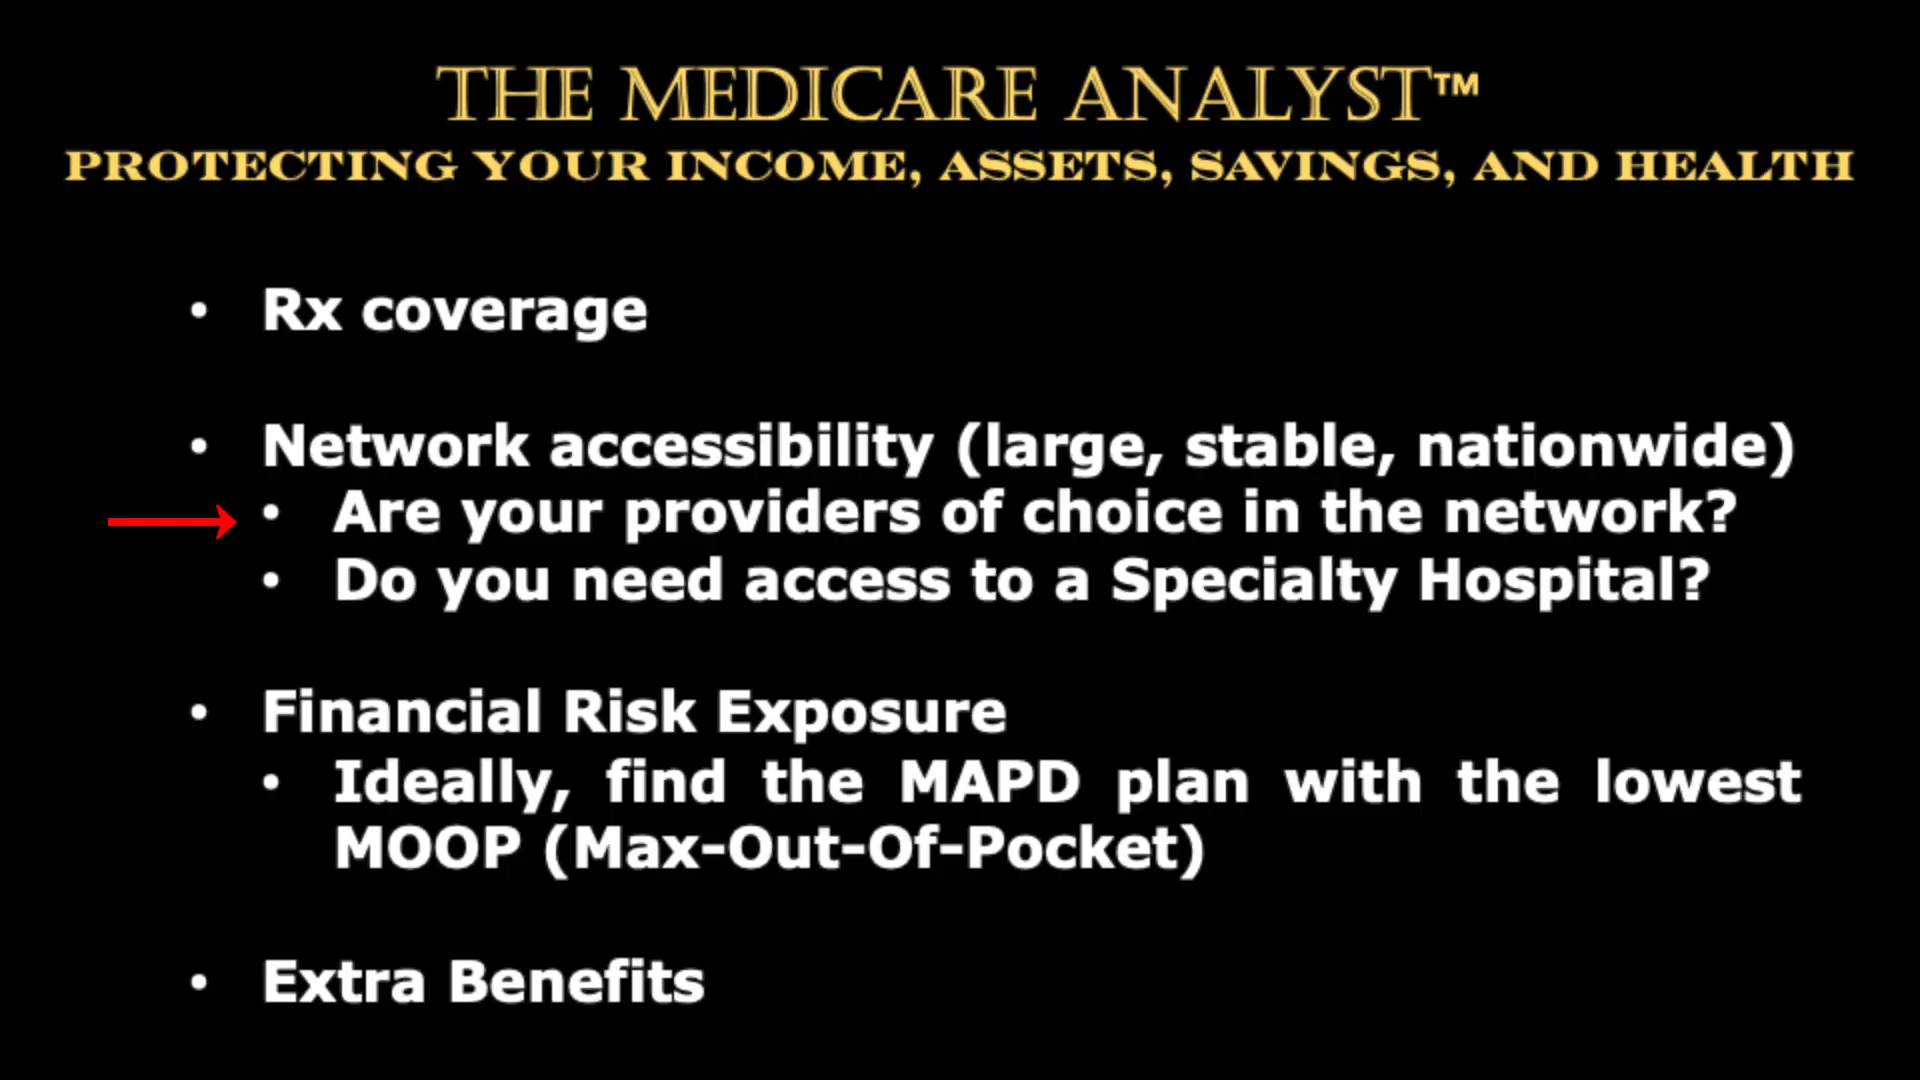 THE MEDICARE ANALYST™
PROTECTING YOUR INCOME, ASSETS, SAVINGS, AND HEALTH
• Rx coverage
• Network accessibility (large, stable, nationwide)
• Are your providers of choice in the network?
• Do you need access to a Specialty Hospital?
• Financial Risk Exposure
• Ideally, find the MAPD plan with the lowest
MOOP (Max-Out-Of-Pocket)
• Extra Benefits